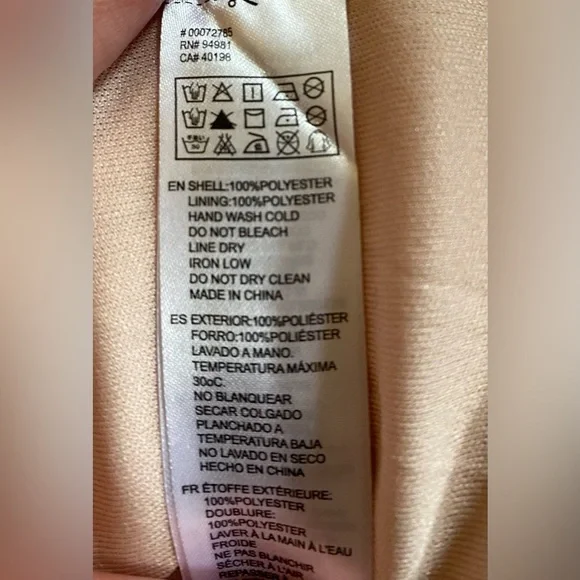 # 00072785
RN# 94981
CA# 40198
EN SHELL:100%POLYESTER
LINING:100%POLYESTER
HAND WASH COLD
DO NOT BLEACH
LINE DRY
IRON LOW
DO NOT DRY CLEAN
MADE IN CHINA
ES EXTERIOR:100%POLIÉSTER
FORRO:100%POLIÉSTER
LAVADO A MANO.
TEMPERATURA MÁXIMA
30oC.
NO BLANQUEAR
SECAR COLGADO
PLANCHADO A
TEMPERATURA BAJA
NO LAVADO EN SECO
HECHO EN CHINA
FR ÉTOFFE EXTÉRIEURE:
100%POLYESTER
DOUBLURE:
100%POLYESTER
LAVER À LA MAIN À L'EAU
FROIDE
NE PAS BLANCHIR
SÉCHER À L'AIR
REPASSER À